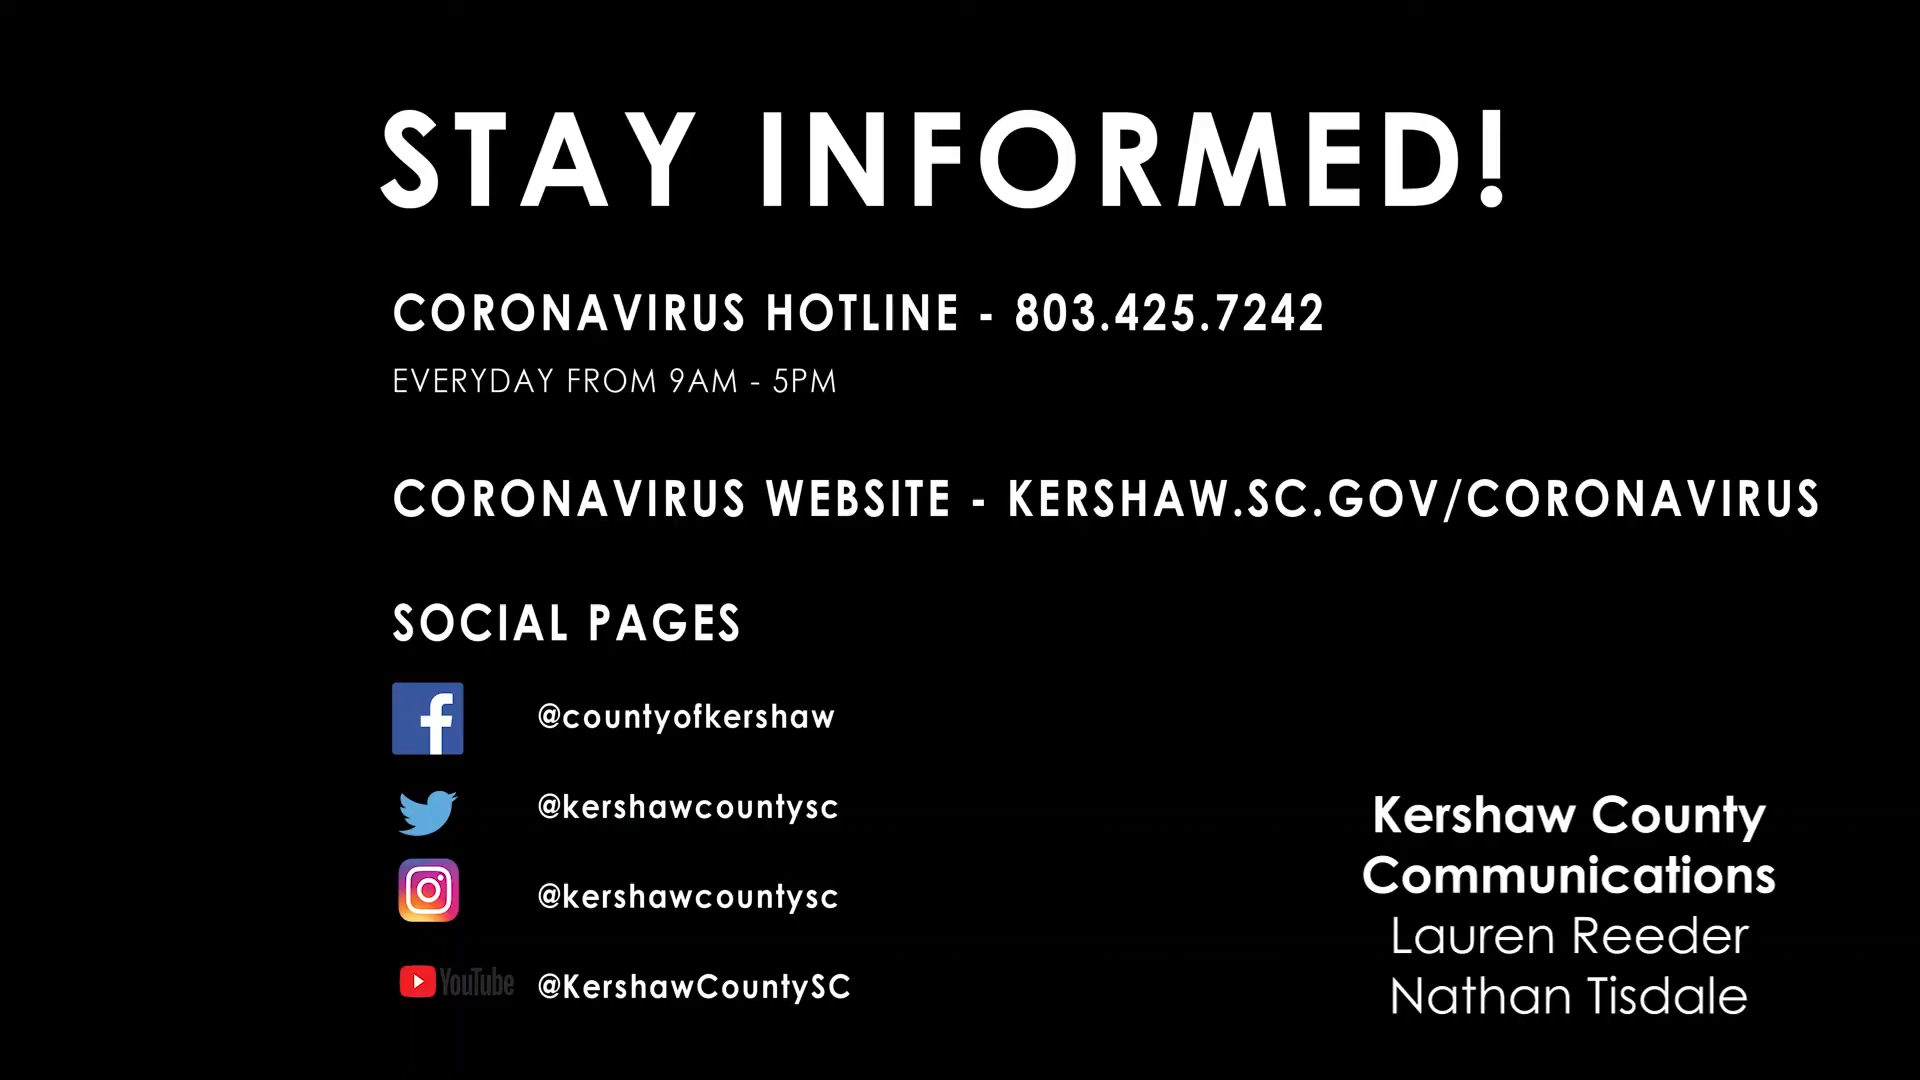 STAY INFORMED!
CORONAVIRUS HOTLINE - 803.425.7242
EVERYDAY FROM 9AM - 5PM
CORONAVIRUS WEBSITE - KERSHAW.SC.GOV/CORONAVIRUS
SOCIAL PAGES
@countyofkershaw
@kershawcountysc
@kershawcountysc
YouTube @KershawCountySC
Kershaw County
Communications
Lauren Reeder
Nathan Tisdale